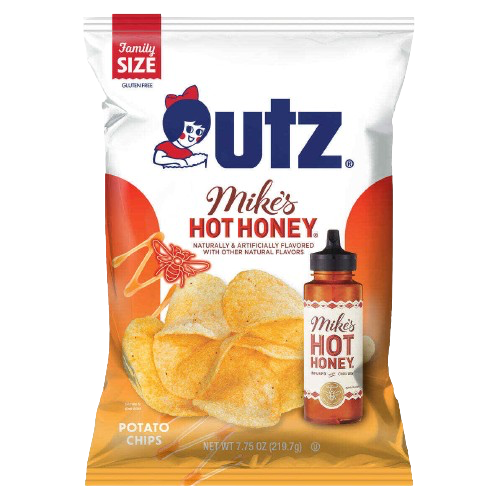 Family
SIZE
GLUTEN FREE
utz®
Mike's
HOT HONEY®
NATURALLY & ARTIFICIALLY FLAVORED
WITH OTHER NATURAL FLAVORS
Mike's
HOT
HONEY
POTATO
CHIPS
NET WT 7.75 OZ (219.7g)